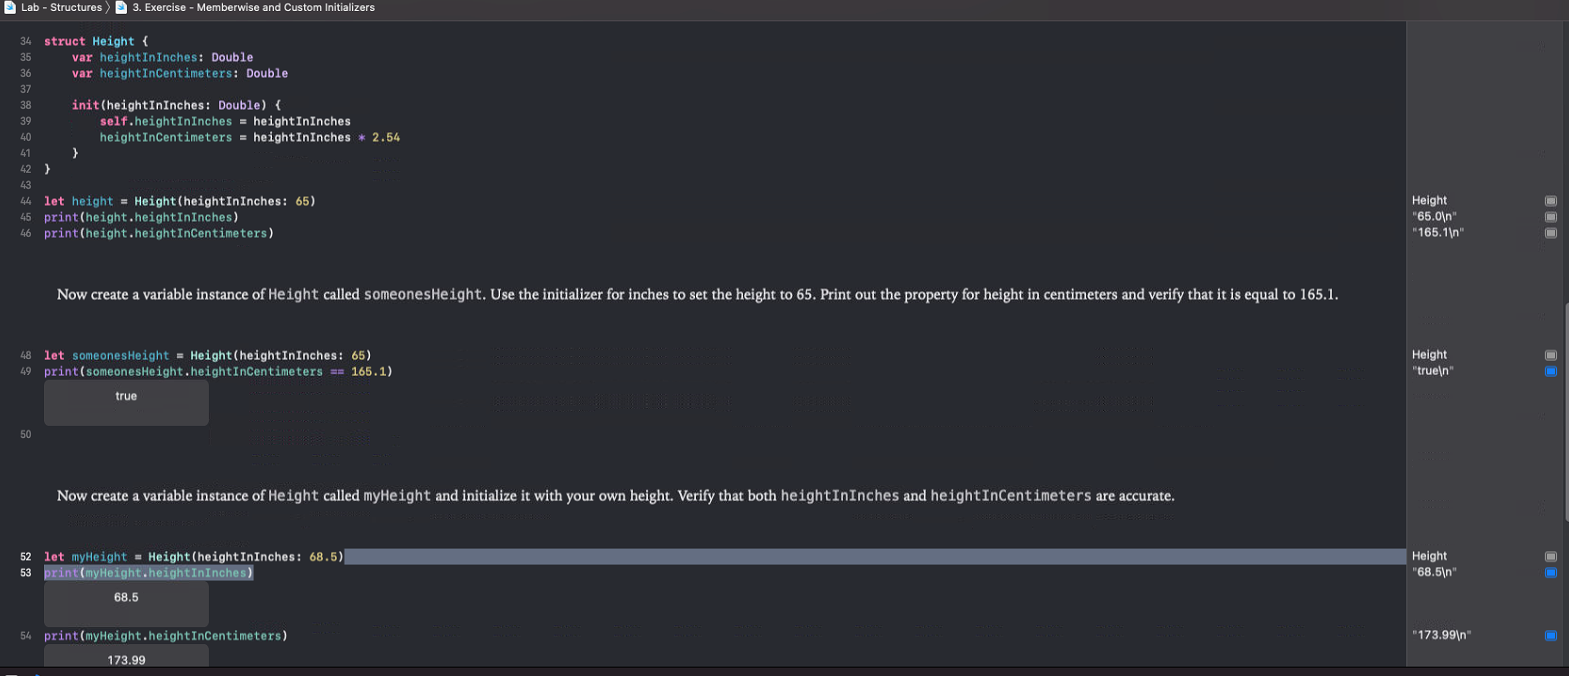 Lab - Structures 〉 3. Exercise - Memberwise and Custom Initializers
34 struct Height {
35 var heightInInches: Double
36 var heightInCentimeters: Double
37
38 init(heightInInches: Double) {
39 self.heightInInches = heightInInches
40 heightInCentimeters = heightInInches * 2.54
41 }
42 }
43
44 let height = Height(heightInInches: 65) Height
45 print(height.heightInInches) "65.0\n"
46 print(height.heightInCentimeters) "165.1\n"
Now create a variable instance of Height called someonesHeight. Use the initializer for inches to set the height to 65. Print out the property for height in centimeters and verify that it is equal to 165.1.
48 let someonesHeight = Height(heightInInches: 65) Height
49 print(someonesHeight.heightInCentimeters == 165.1) "true\n"
true
50
Now create a variable instance of Height called myHeight and initialize it with your own height. Verify that both heightInInches and heightInCentimeters are accurate.
52 let myHeight = Height(heightInInches: 68.5) Height
53 print(myHeight.heightInInches) "68.5\n"
68.5
54 print(myHeight.heightInCentimeters) "173.99\n"
173.99